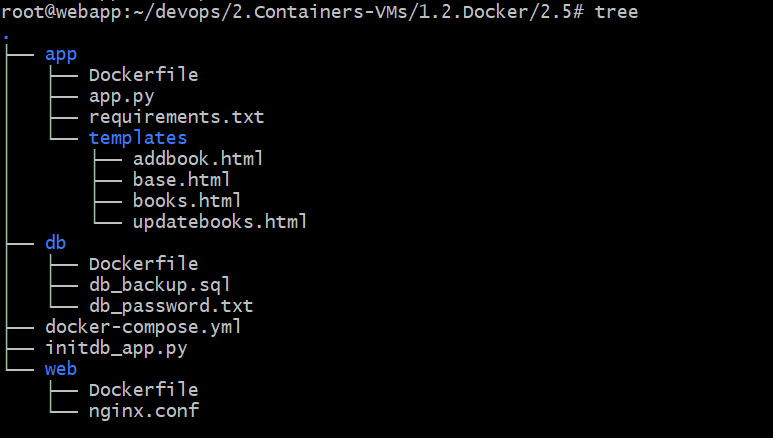 root@webapp:~/devops/2.Containers-VMs/1.2.Docker/2.5# tree
.
├── app
│   ├── Dockerfile
│   ├── app.py
│   ├── requirements.txt
│   └── templates
│       ├── addbook.html
│       ├── base.html
│       ├── books.html
│       └── updatebooks.html
├── db
│   ├── Dockerfile
│   ├── db_backup.sql
│   └── db_password.txt
├── docker-compose.yml
├── initdb_app.py
└── web
    ├── Dockerfile
    └── nginx.conf